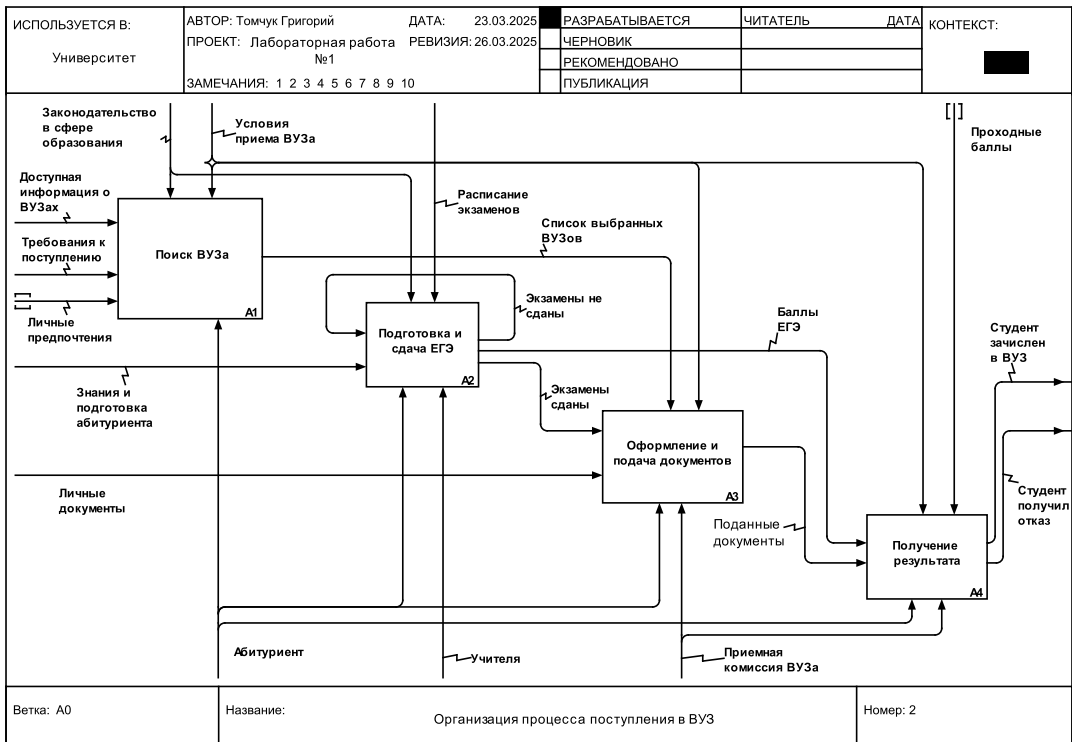 ИСПОЛЬЗУЕТСЯ В:
Университет
АВТОР: Томчук Григорий
ДАТА: 23.03.2025
ПРОЕКТ: Лабораторная работа
№1
РЕВИЗИЯ: 26.03.2025
ЗАМЕЧАНИЯ: 1 2 3 4 5 6 7 8 9 10
РАЗРАБАТЫВАЕТСЯ
ЧЕРНОВИК
РЕКОМЕНДОВАНО
ПУБЛИКАЦИЯ
ЧИТАТЕЛЬ
ДАТА
КОНТЕКСТ:
Законодательство
в сфере
образования
Условия
приема ВУЗа
Проходные
баллы
Доступная
информация о
ВУЗах
Расписание
экзаменов
Список выбранных
ВУЗов
Требования к
поступлению
Поиск ВУЗа
A1
Личные
предпочтения
Экзамены не
сданы
Подготовка и
сдача ЕГЭ
A2
Баллы
ЕГЭ
Студент
зачислен
в ВУЗ
Знания и
подготовка
абитуриента
Экзамены
сданы
Оформление и
подача документов
A3
Личные
документы
Студент
получил
отказ
Поданные
документы
Получение
результата
A4
Абитуриент
Учителя
Приемная
комиссия ВУЗа
Ветка: A0
Название:
Организация процесса поступления в ВУЗ
Номер: 2